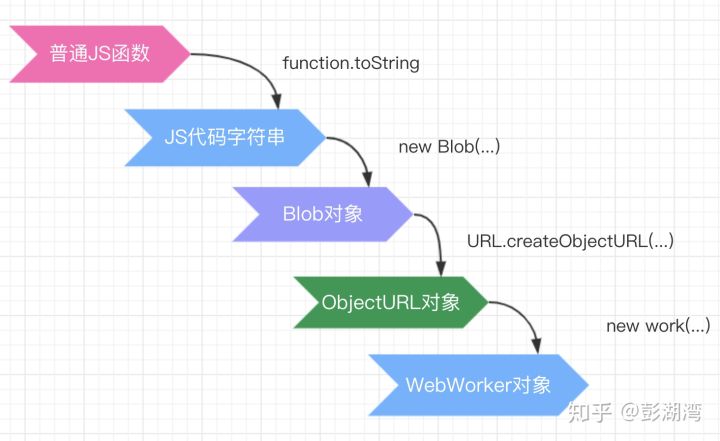 普通JS函数
function.toString
JS代码字符串
new Blob(...)
Blob对象
URL.createObjectURL(...)
ObjectURL对象
new work(...)
WebWorker对象
知乎 @彭湖湾